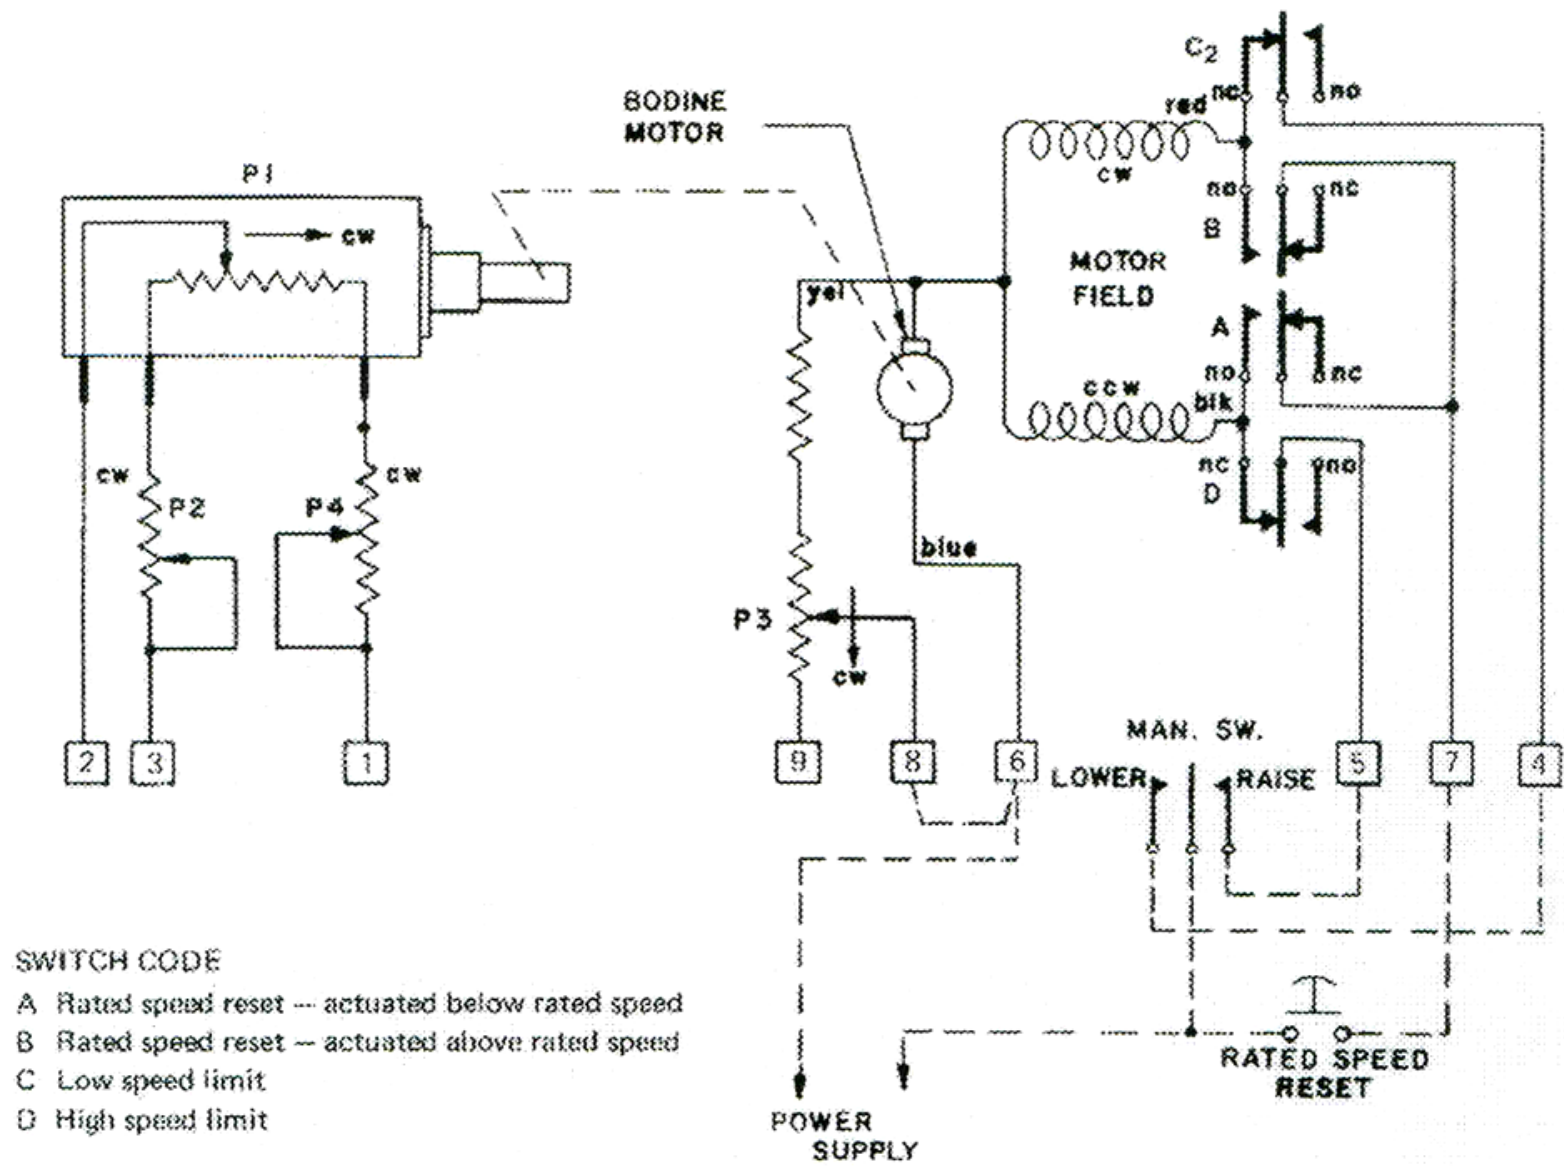 C2
nc
no
red
BODINE
MOTOR
cw
P1
cw
no
nc
B
MOTOR
FIELD
yel
A
no
nc
ccw
blk
cw
P2
P4
cw
nc
no
D
blue
P3
cw
MAN. SW.
2
3
1
9
8
6
LOWER
RAISE
5
7
4
SWITCH CODE
A Rated speed reset — actuated below rated speed
B Rated speed reset — actuated above rated speed
C Low speed limit
D High speed limit
RATED SPEED
RESET
POWER
SUPPLY